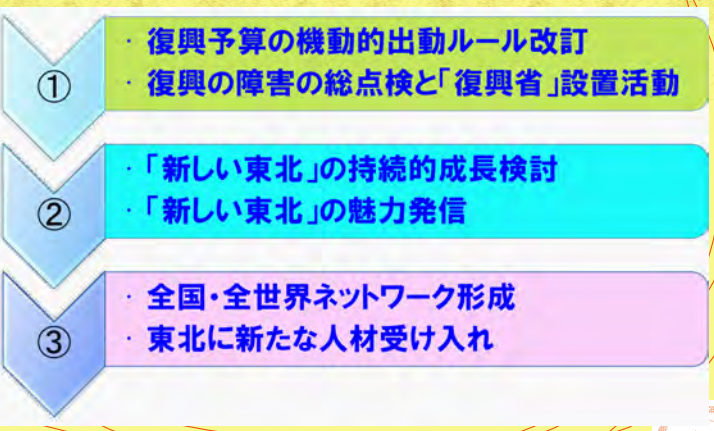 ①
・復興予算の機動的出動ルール改訂
・復興の障害の総点検と「復興省」設置活動
②
・「新しい東北」の持続的成長検討
・「新しい東北」の魅力発信
③
・全国・全世界ネットワーク形成
・東北に新たな人材受け入れ